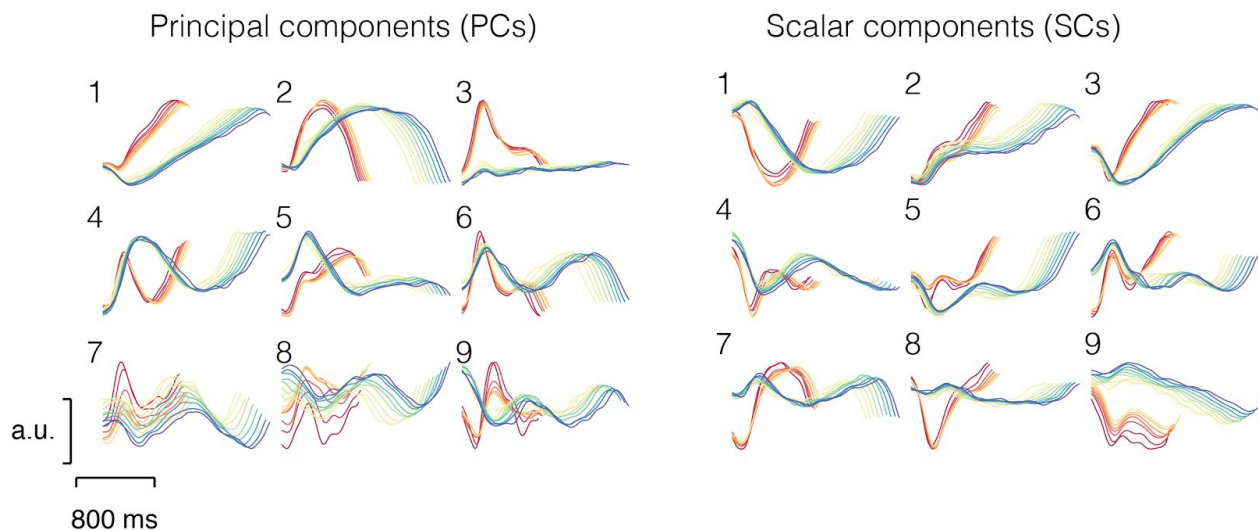 Principal components (PCs)
Scalar components (SCs)
1 2 3
1 2 3
4 5 6
4 5 6
7 8 9
7 8 9
a.u.
800 ms